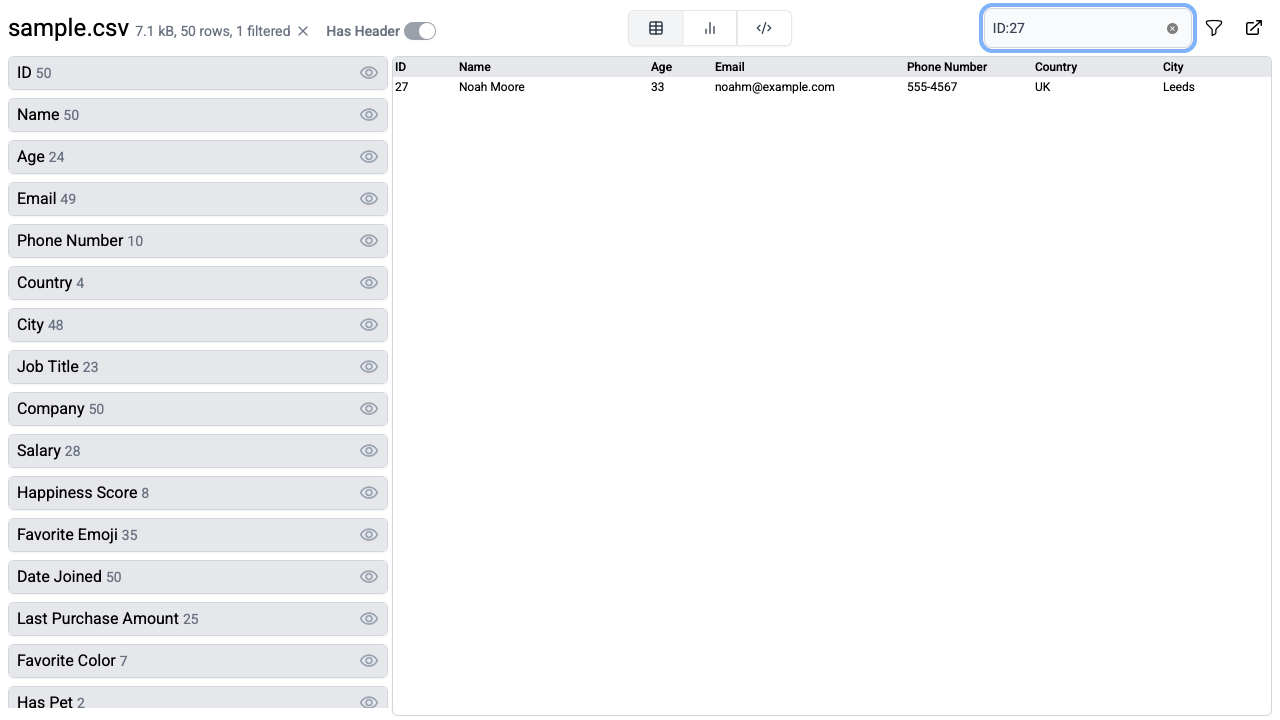 sample.csv 7.1 kB, 50 rows, 1 filtered Has Header ID:27
ID 50
Name 50
Age 24
Email 49
Phone Number 10
Country 4
City 48
Job Title 23
Company 50
Salary 28
Happiness Score 8
Favorite Emoji 35
Date Joined 50
Last Purchase Amount 25
Favorite Color 7
Has Pet 2
ID Name Age Email Phone Number Country City
27 Noah Moore 33 noahm@example.com 555-4567 UK Leeds